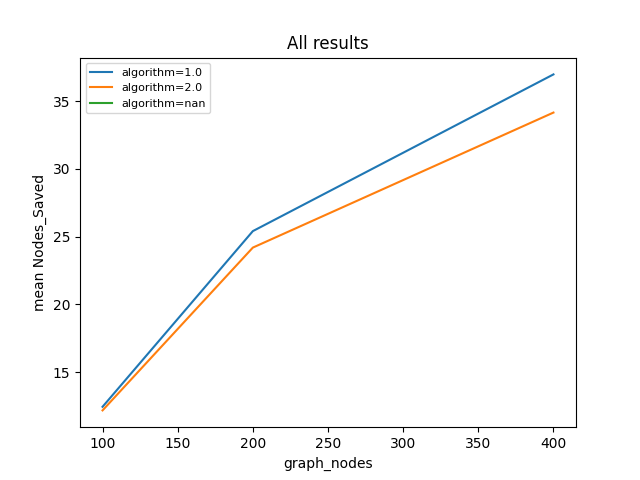 All results
algorithm=1.0
algorithm=2.0
algorithm=nan
mean Nodes_Saved
35
30
25
20
15
100 150 200 250 300 350 400
graph_nodes